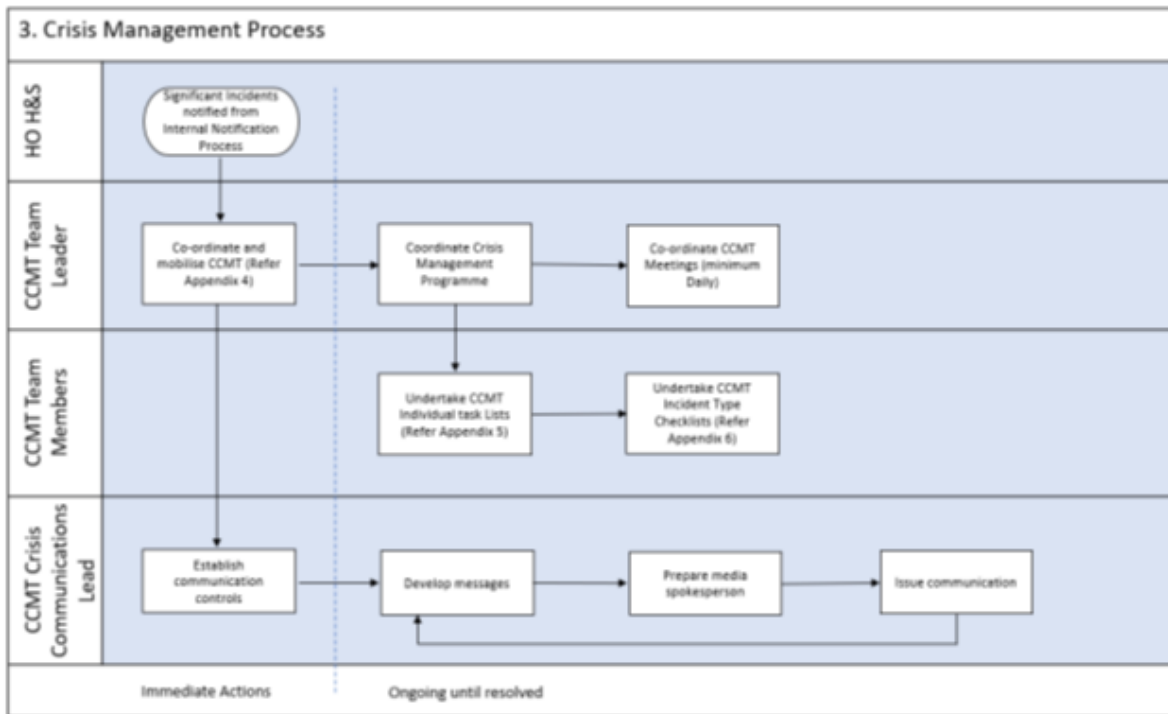 3. Crisis Management Process
HO H&S
Significant Incidents
notified from
Internal Notification
Process
CCMT Team
Leader
Co-ordinate and
mobilise CCMT (Refer
Appendix 4)
Coordinate Crisis
Management
Programme
Co-ordinate CCMT
Meetings (minimum
Daily)
CCMT Team
Members
Undertake CCMT
Individual task Lists
(Refer Appendix 5)
Undertake CCMT
Incident Type
Checklists (Refer
Appendix 6)
CCMT Crisis
Communications
Lead
Establish
communication
controls
Develop messages
Prepare media
spokesperson
Issue communication
Immediate Actions
Ongoing until resolved